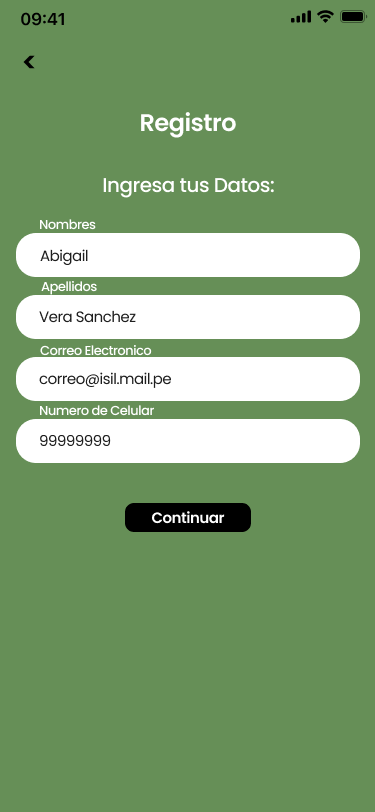 09:41
Registro
Ingresa tus Datos:
Nombres
Abigail
Apellidos
Vera Sanchez
Correo Electronico
correo@isil.mail.pe
Numero de Celular
99999999
Continuar